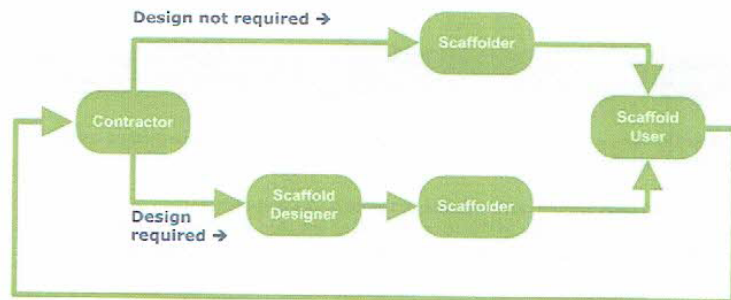 Design not required →
Scaffolder
Contractor
Scaffold
User
Scaffold
Designer
Scaffolder
Design
required →